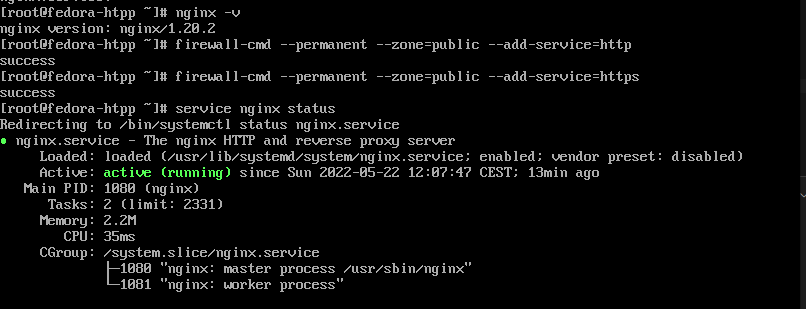 [root@fedora-htpp ~]# nginx -v
nginx version: nginx/1.20.2
[root@fedora-htpp ~]# firewall-cmd --permanent --zone=public --add-service=http
success
[root@fedora-htpp ~]# firewall-cmd --permanent --zone=public --add-service=https
success
[root@fedora-htpp ~]# service nginx status
Redirecting to /bin/systemctl status nginx.service
● nginx.service - The nginx HTTP and reverse proxy server
Loaded: loaded (/usr/lib/systemd/system/nginx.service; enabled; vendor preset: disabled)
Active: active (running) since Sun 2022-05-22 12:07:47 CEST; 13min ago
Main PID: 1080 (nginx)
Tasks: 2 (limit: 2331)
Memory: 2.2M
CPU: 35ms
CGroup: /system.slice/nginx.service
├─1080 "nginx: master process /usr/sbin/nginx"
└─1081 "nginx: worker process"